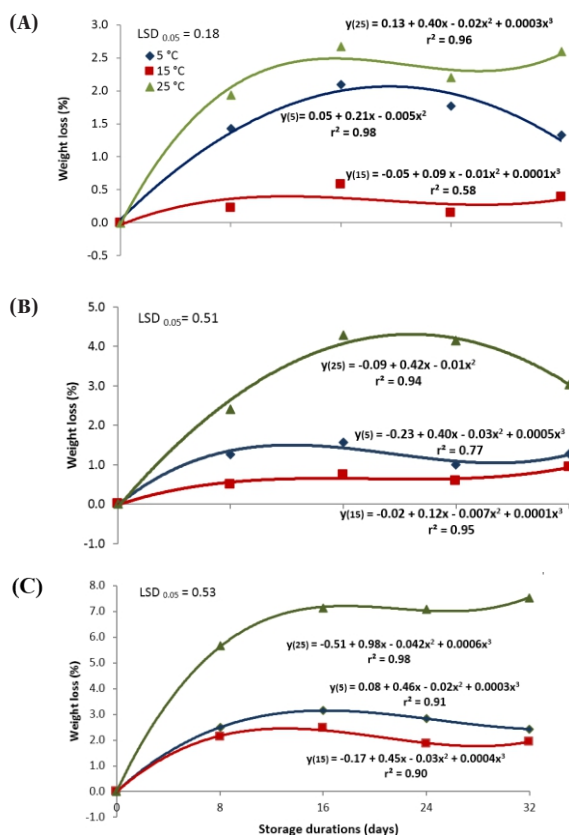 (A)
LSD 0.05 = 0.18
5 °C
15 °C
25 °C
y(25) = 0.13 + 0.40x - 0.02x² + 0.0003x³
r² = 0.96
y(5)= 0.05 + 0.21x - 0.005x²
r² = 0.98
y(15) = -0.05 + 0.09 x - 0.01x² + 0.0001x³
r² = 0.58
Weight loss (%)
3.0
2.5
2.0
1.5
1.0
0.5
0.0
-0.5
(B)
LSD 0.05= 0.51
y(25) = -0.09 + 0.42x - 0.01x²
r² = 0.94
y(5) = -0.23 + 0.40x - 0.03x² + 0.0005x³
r² = 0.77
y(15) = -0.02 + 0.12x - 0.007x² + 0.0001x³
r² = 0.95
Weight loss (%)
5.0
4.0
3.0
2.0
1.0
0.0
-1.0
(C)
LSD 0.05 = 0.53
y(25) = -0.51 + 0.98x - 0.042x² + 0.0006x³
r² = 0.98
y(5) = 0.08 + 0.46x - 0.02x² + 0.0003x³
r² = 0.91
y(15) = -0.17 + 0.45x - 0.03x² + 0.0004x³
r² = 0.90
Weight loss (%)
8.0
7.0
6.0
5.0
4.0
3.0
2.0
1.0
0.0
-1.0
0 8 16 24 32
Storage durations (days)